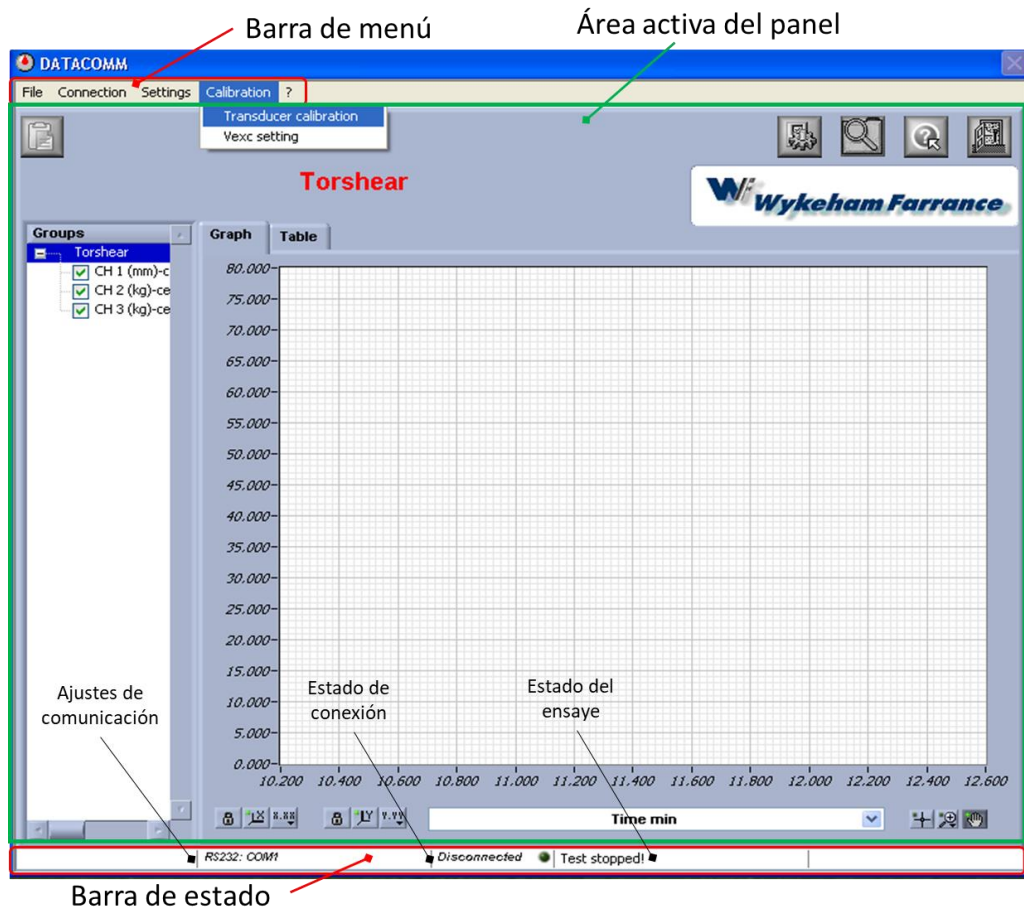 Barra de menú
Área activa del panel
DATACOMM
File Connection Settings Calibration ?
Transducer calibration
Vexc setting
Torshear
Wykeham Farrance
Groups
Torshear
CH 1 (mm)-c
CH 2 (kg)-ce
CH 3 (kg)-ce
Graph Table
80.000
75.000
70.000
65.000
60.000
55.000
50.000
45.000
40.000
35.000
30.000
25.000
20.000
15.000
10.000
5.000
0.000
10.200 10.400 10.600 10.800 11.000 11.200 11.400 11.600 11.800 12.000 12.200 12.400 12.600
Ajustes de
comunicación
Estado de
conexión
Estado del
ensaye
X X.XX Y Y.YY
Time min
RS232: COM1 Disconnected Test stopped!
Barra de estado